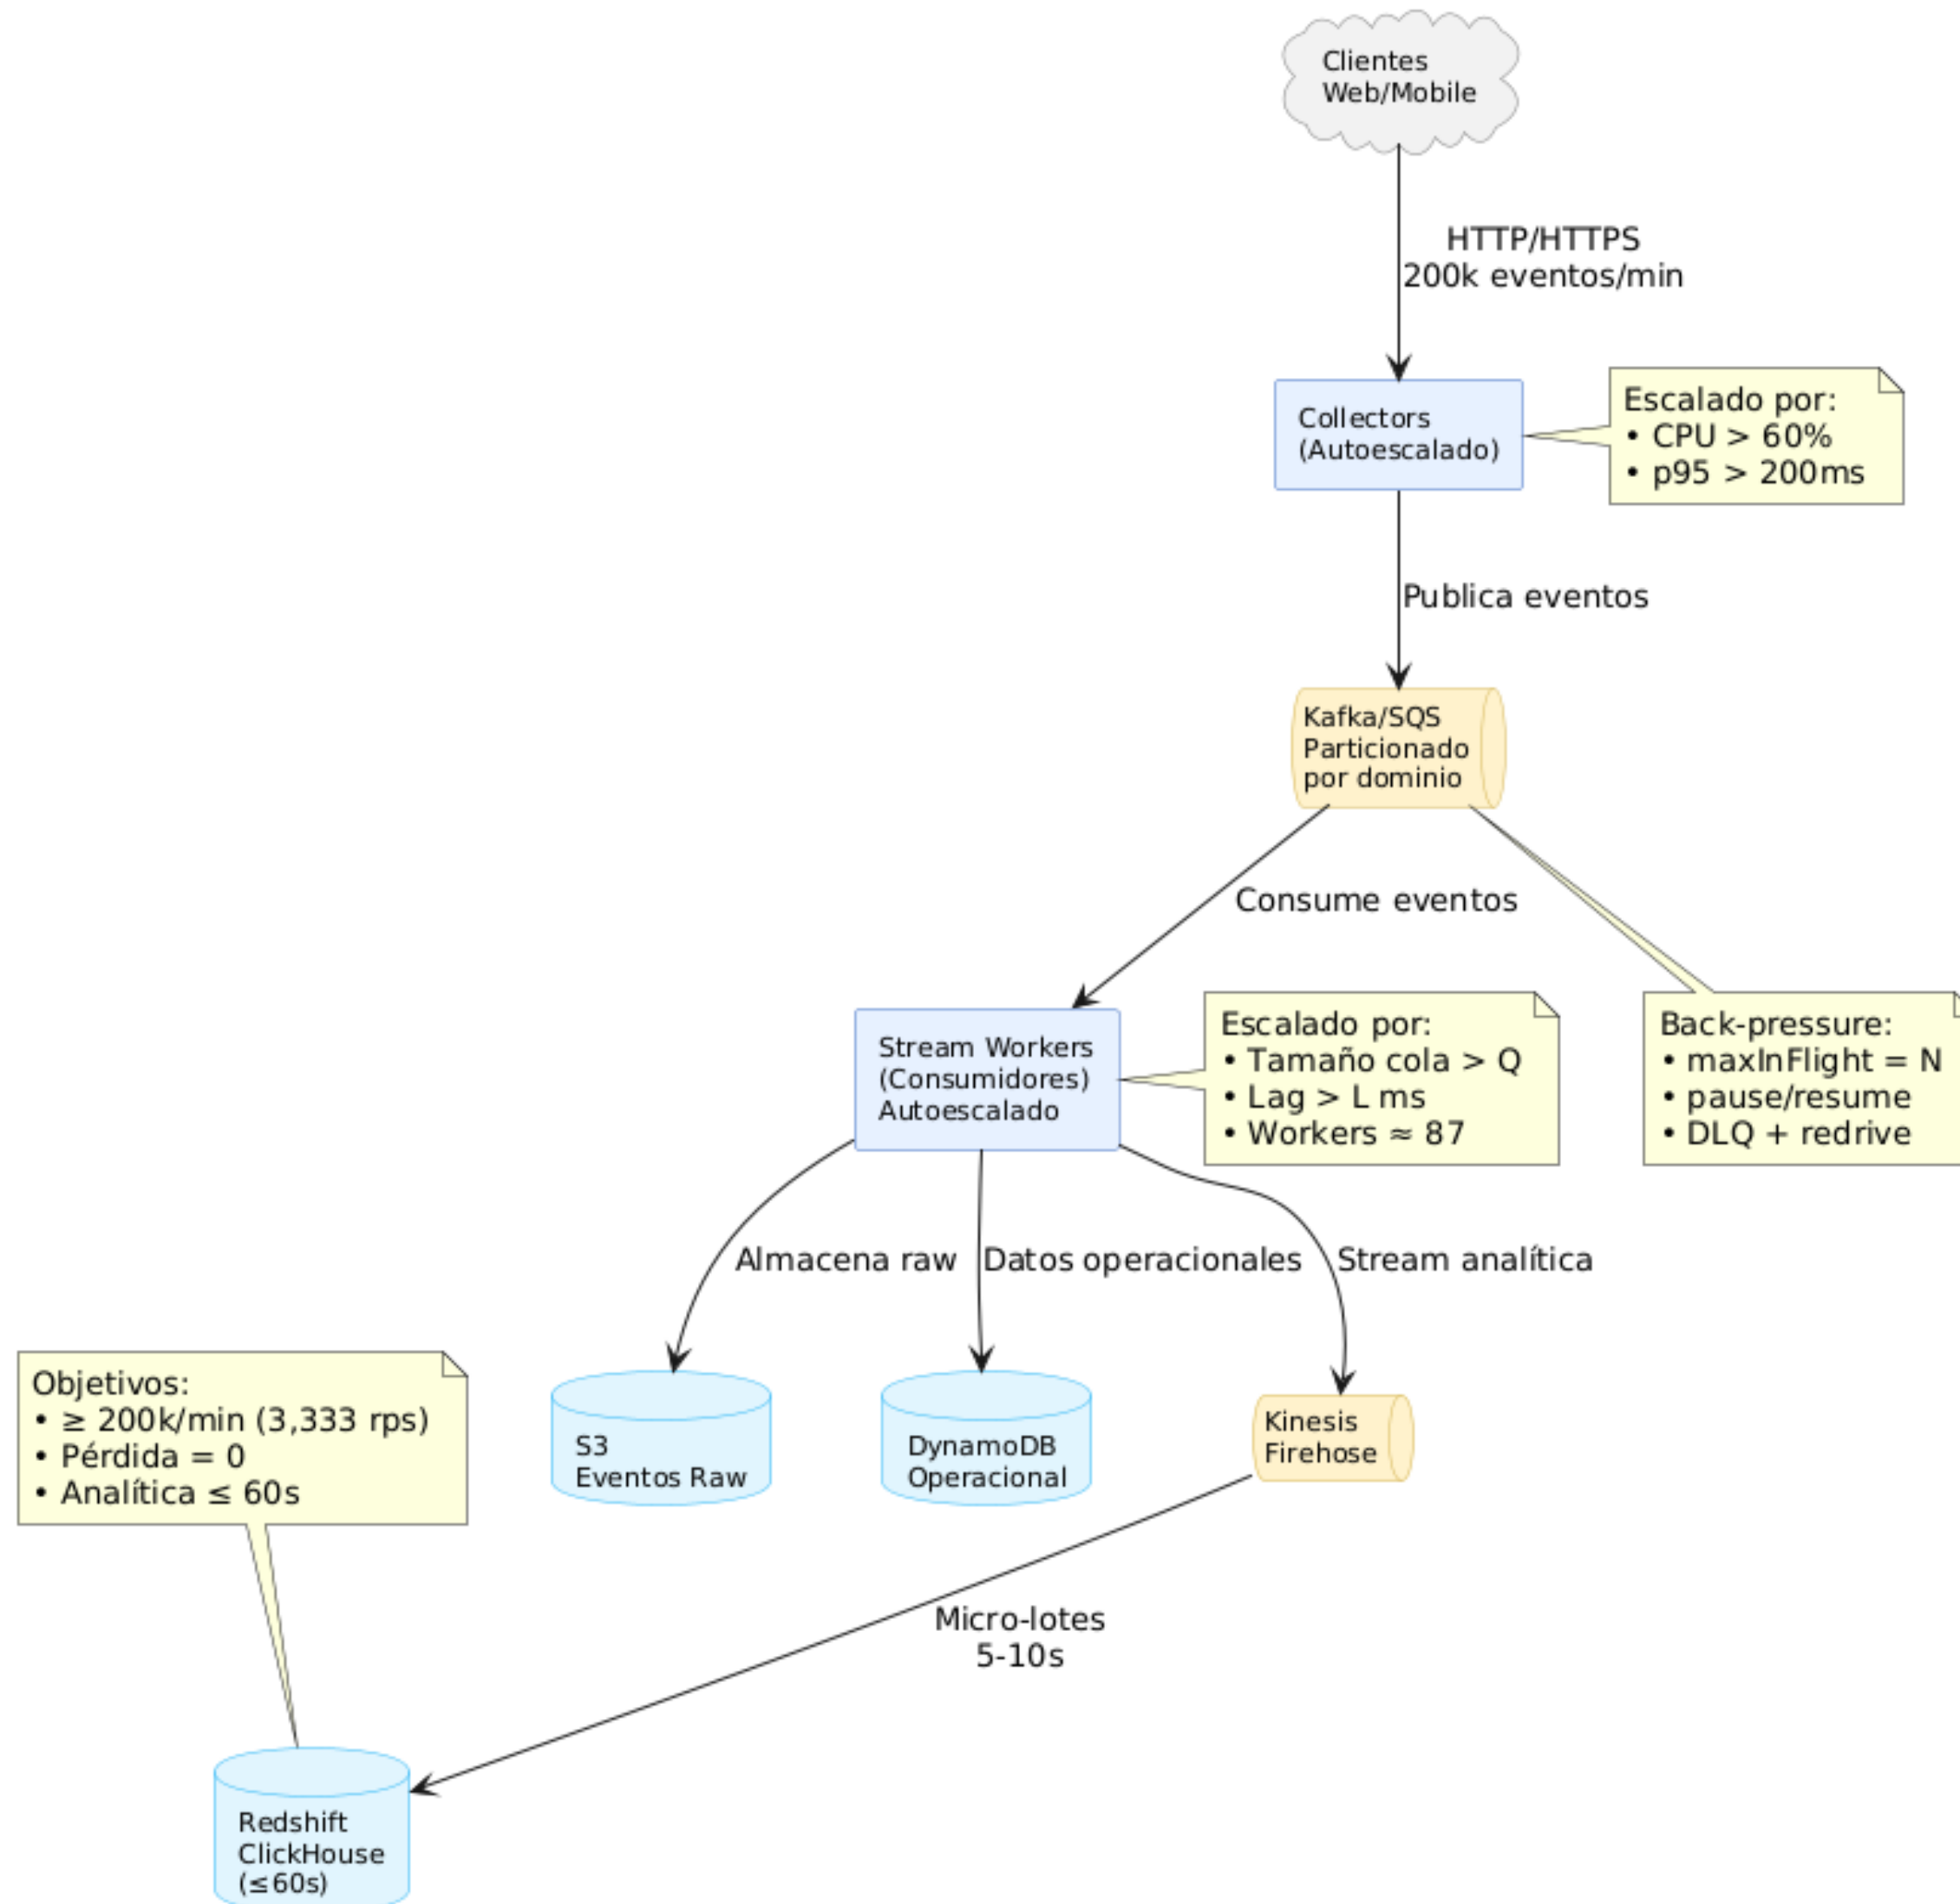 Clientes
Web/Mobile
HTTP/HTTPS
200k eventos/min
Collectors
(Autoescalado)
Escalado por:
• CPU > 60%
• p95 > 200ms
Publica eventos
Kafka/SQS
Particionado
por dominio
Consume eventos
Stream Workers
(Consumidores)
Autoescalado
Escalado por:
• Tamaño cola > Q
• Lag > L ms
• Workers ≈ 87
Back-pressure:
• maxInFlight = N
• pause/resume
• DLQ + redrive
Almacena raw
Datos operacionales
Stream analítica
Objetivos:
• ≥ 200k/min (3,333 rps)
• Pérdida = 0
• Analítica ≤ 60s
S3
Eventos Raw
DynamoDB
Operacional
Kinesis
Firehose
Micro-lotes
5-10s
Redshift
ClickHouse
(≤60s)